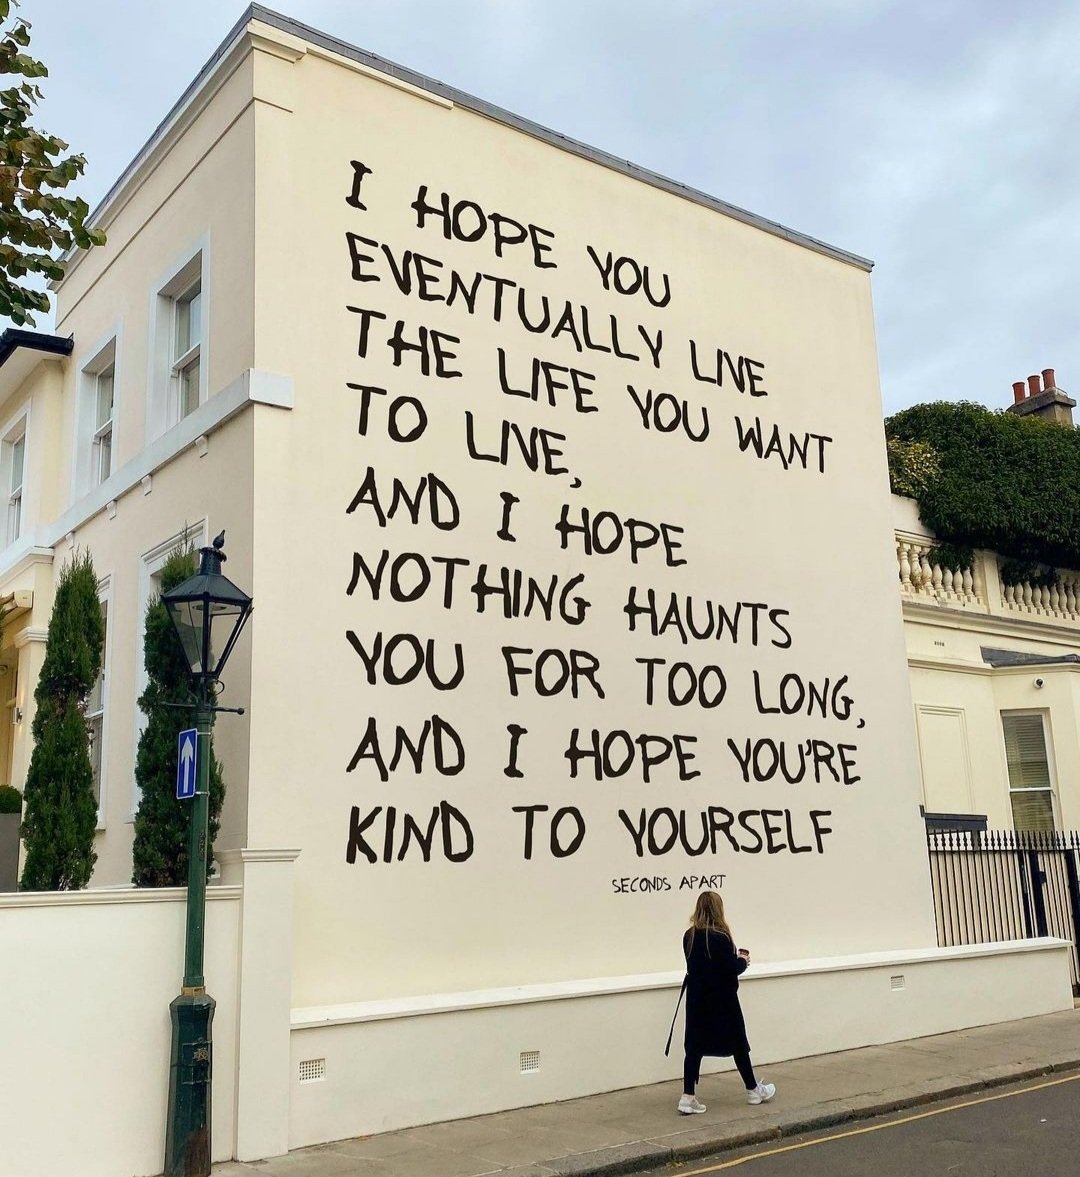 I HOPE YOU
EVENTUALLY LIVE
THE LIFE YOU WANT
TO LIVE,
AND I HOPE
NOTHING HAUNTS
YOU FOR TOO LONG,
AND I HOPE YOU'RE
KIND TO YOURSELF
SECONDS APART